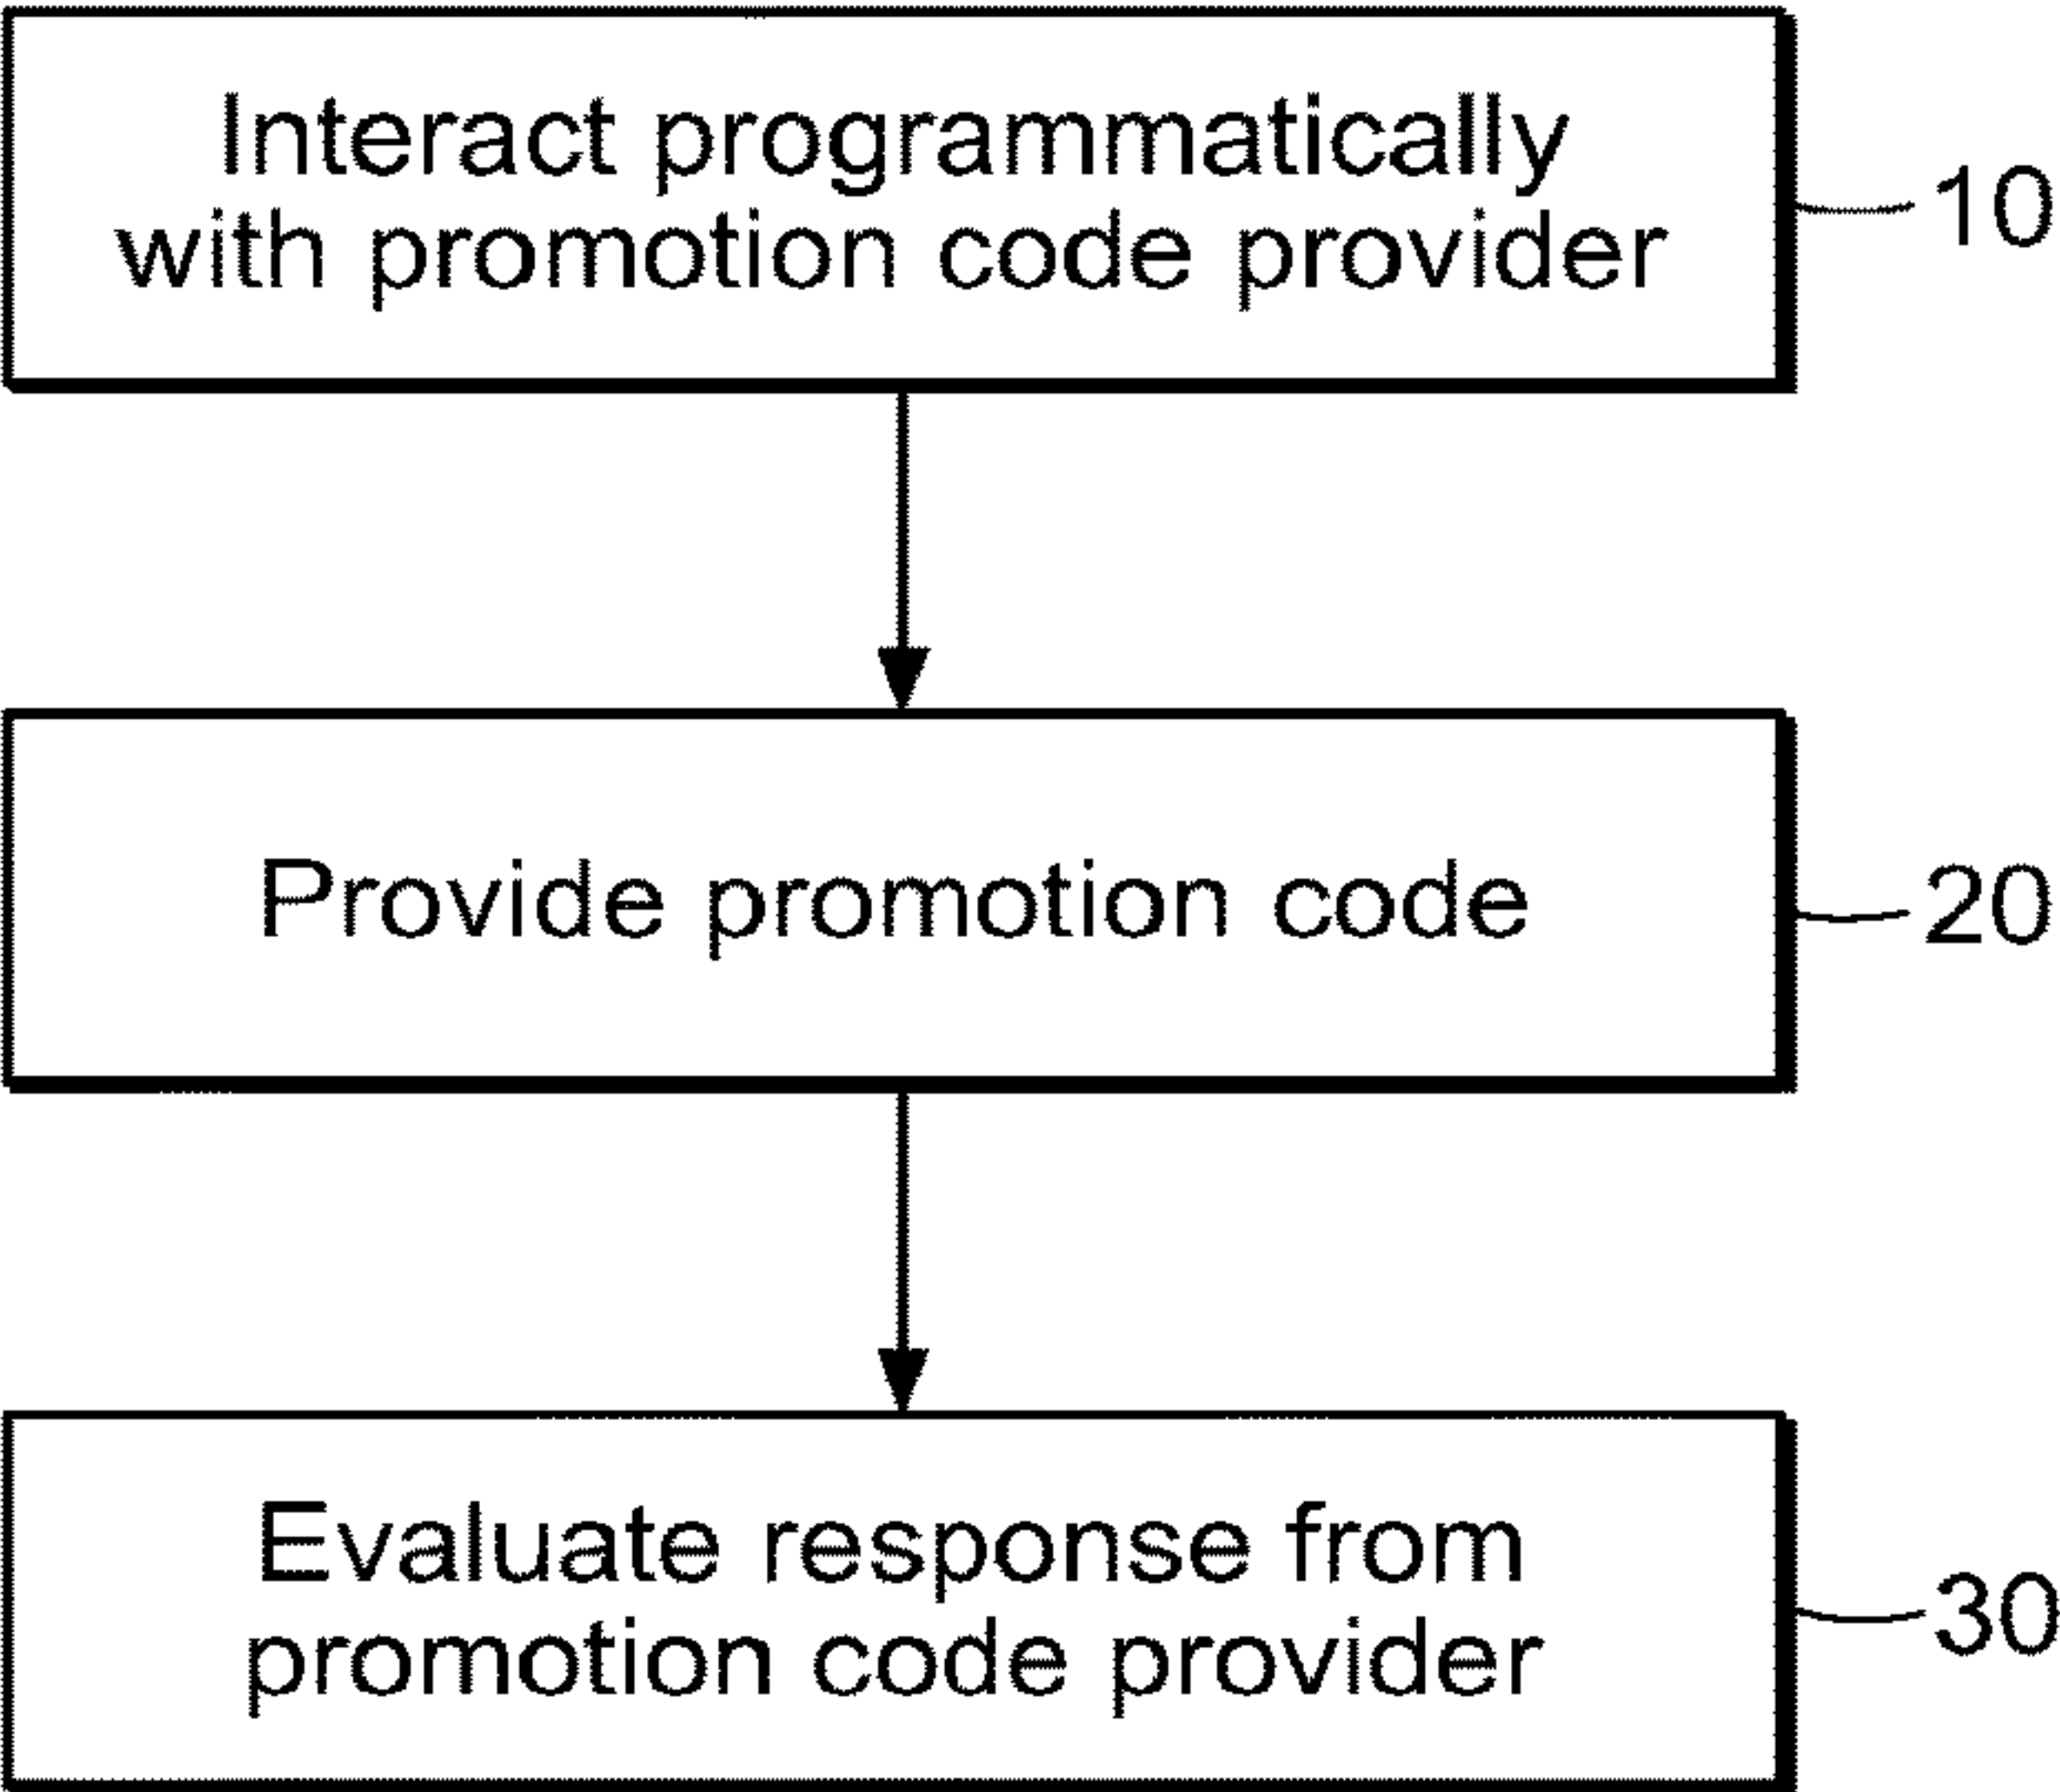 Interact programmatically
with promotion code provider
10
Provide promotion code
20
Evaluate response from
promotion code provider
30